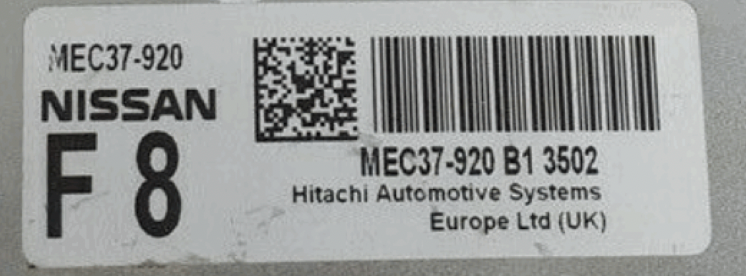 MEC37-920
NISSAN
F 8
MEC37-920 B1 3502
Hitachi Automotive Systems
Europe Ltd (UK)